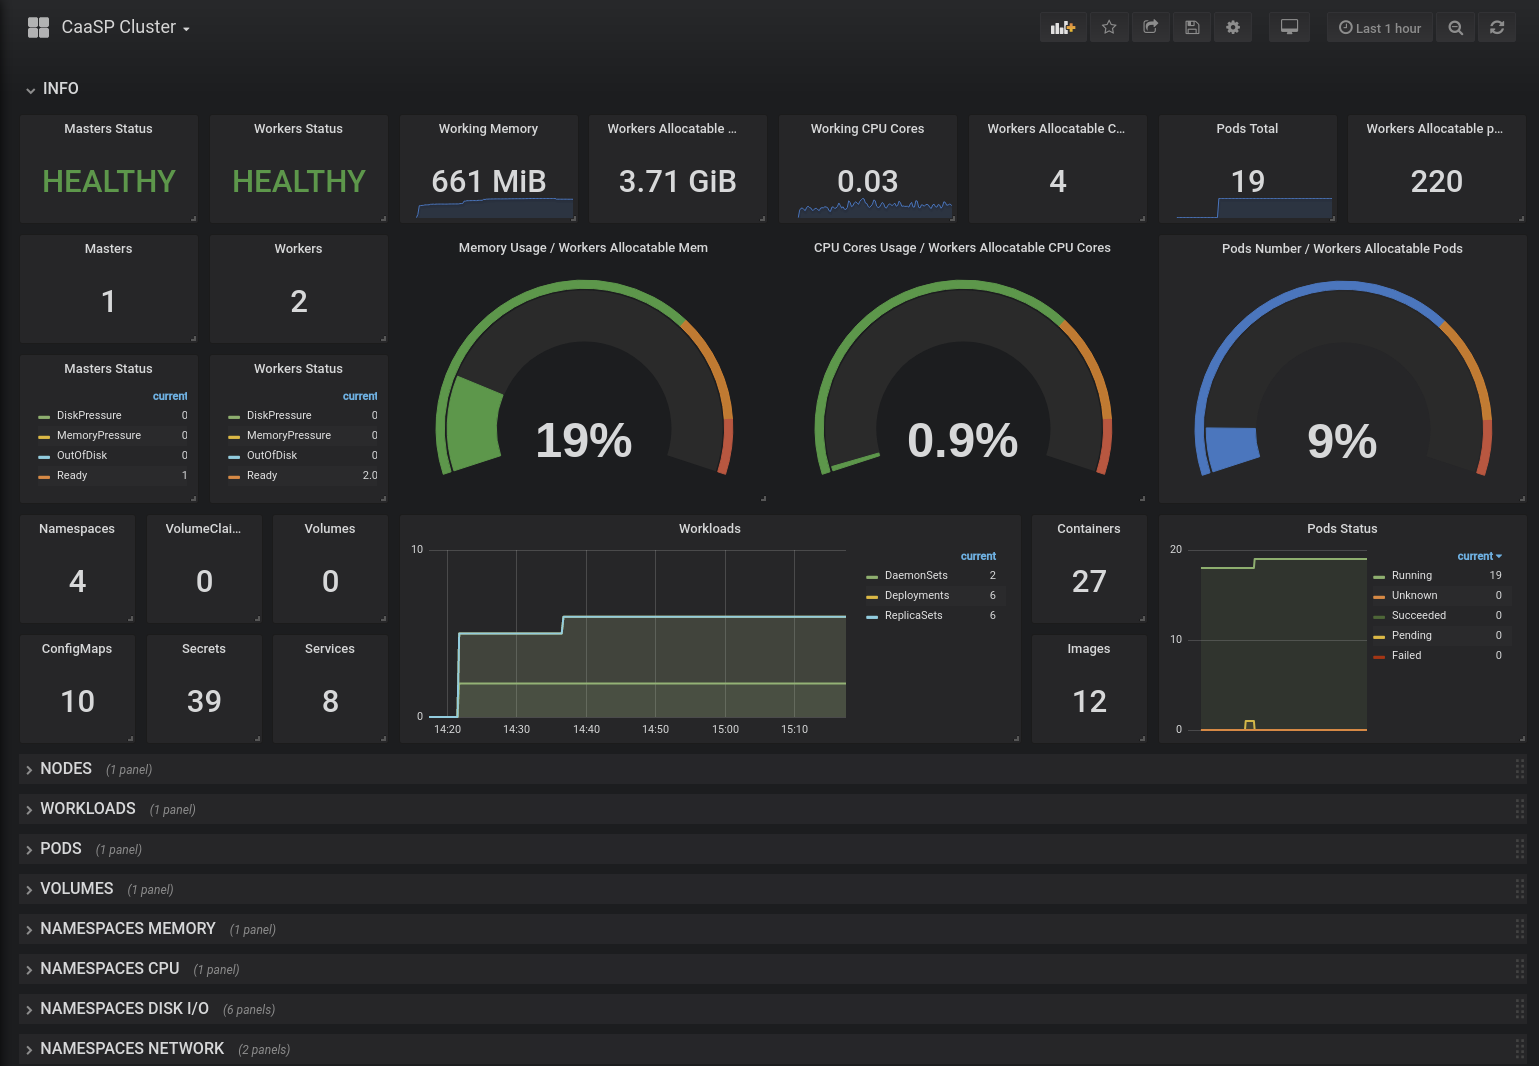 CaaSP Cluster
Last 1 hour
INFO
Masters Status
HEALTHY
Workers Status
HEALTHY
Working Memory
661 MiB
Workers Allocatable ...
3.71 GiB
Working CPU Cores
0.03
Workers Allocatable C...
4
Pods Total
19
Workers Allocatable p...
220
Masters
1
Workers
2
Memory Usage / Workers Allocatable Mem
19%
CPU Cores Usage / Workers Allocatable CPU Cores
0.9%
Pods Number / Workers Allocatable Pods
9%
Masters Status
current
DiskPressure 0
MemoryPressure 0
OutOfDisk 0
Ready 1
Workers Status
current
DiskPressure 0
MemoryPressure 0
OutOfDisk 0
Ready 2.0
Namespaces
4
VolumeClai...
0
Volumes
0
Workloads
10
0
14:20 14:30 14:40 14:50 15:00 15:10
current
DaemonSets 2
Deployments 6
ReplicaSets 6
Containers
27
Pods Status
20
10
0
current
Running 19
Unknown 0
Succeeded 0
Pending 0
Failed 0
ConfigMaps
10
Secrets
39
Services
8
Images
12
NODES (1 panel)
WORKLOADS (1 panel)
PODS (1 panel)
VOLUMES (1 panel)
NAMESPACES MEMORY (1 panel)
NAMESPACES CPU (1 panel)
NAMESPACES DISK I/O (6 panels)
NAMESPACES NETWORK (2 panels)